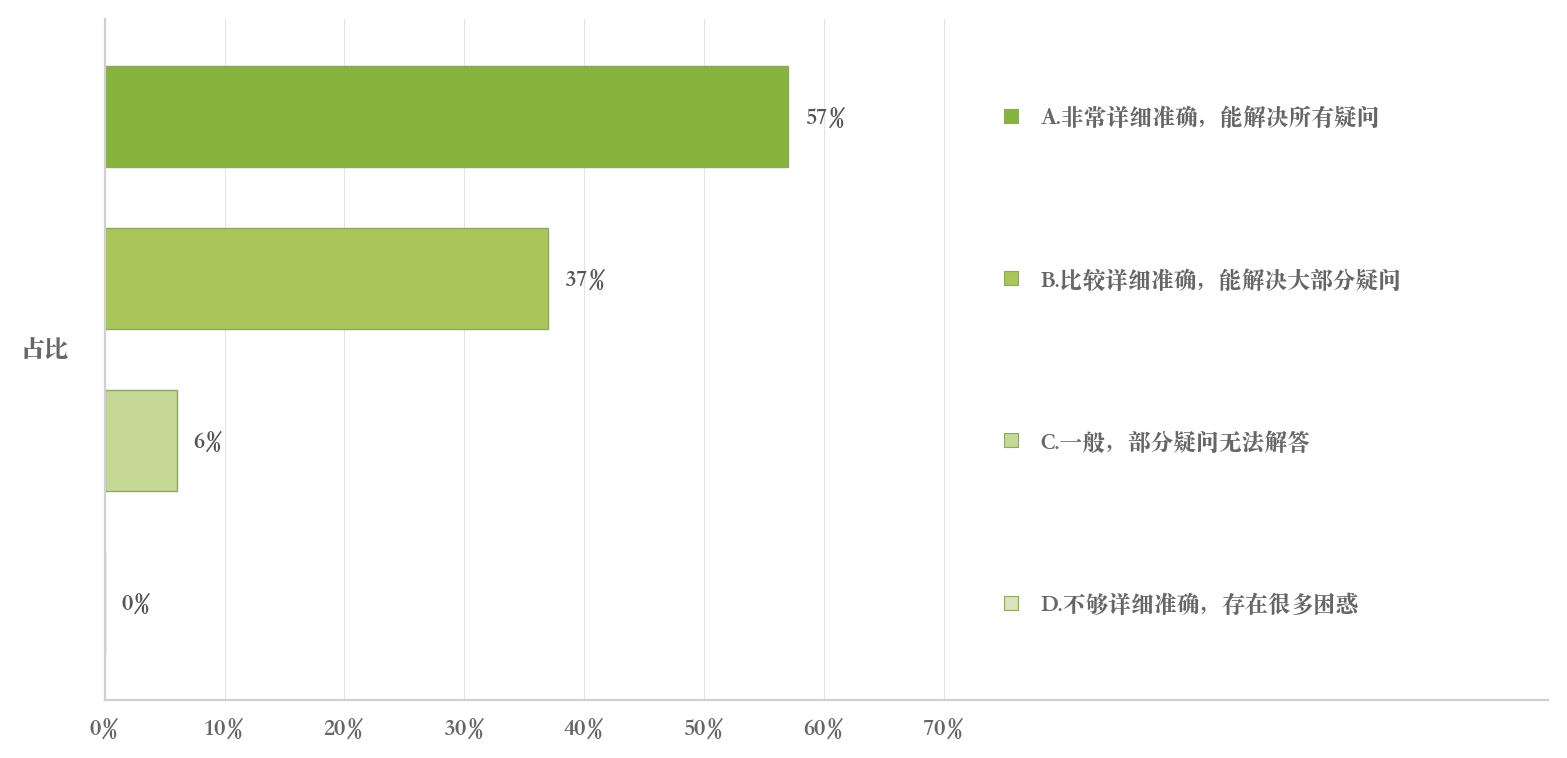 57%
A.非常详细准确，能解决所有疑问
37%
B.比较详细准确，能解决大部分疑问
占比
6%
C.一般，部分疑问无法解答
0%
D.不够详细准确，存在很多困惑
0% 10% 20% 30% 40% 50% 60% 70%